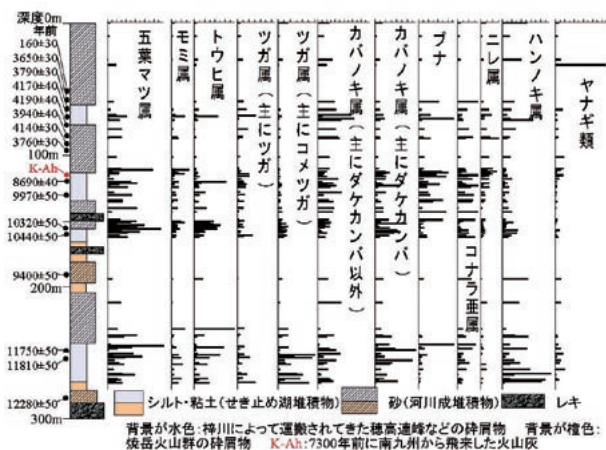 深度0m
年前
160±30
3650±30
3790±30
4170±40
4190±40
3940±40
4140±30
3760±30
100m
K-Ah
8690±40
9970±50
10320±50
10440±50
9400±50
200m
11750±50
11810±50
12280±50
300m
五葉マツ属
モミ属
トウヒ属
ツガ属(主にツガ)
ツガ属(主にコメツガ)
カバノキ属(主にダケカンバ以外)
カバノキ属(主にダケカンバ)
ブナ
コナラ亜属
ニレ属
ハンノキ属
ヤナギ類
シルト・粘土(せき止め湖堆積物)
砂(河川成堆積物)
レキ
背景が水色:梓川によって運搬されてきた穂高連峰などの砕屑物 背景が橙色:
焼岳火山群の砕屑物 K-Ah:7300年前に南九州から飛来した火山灰